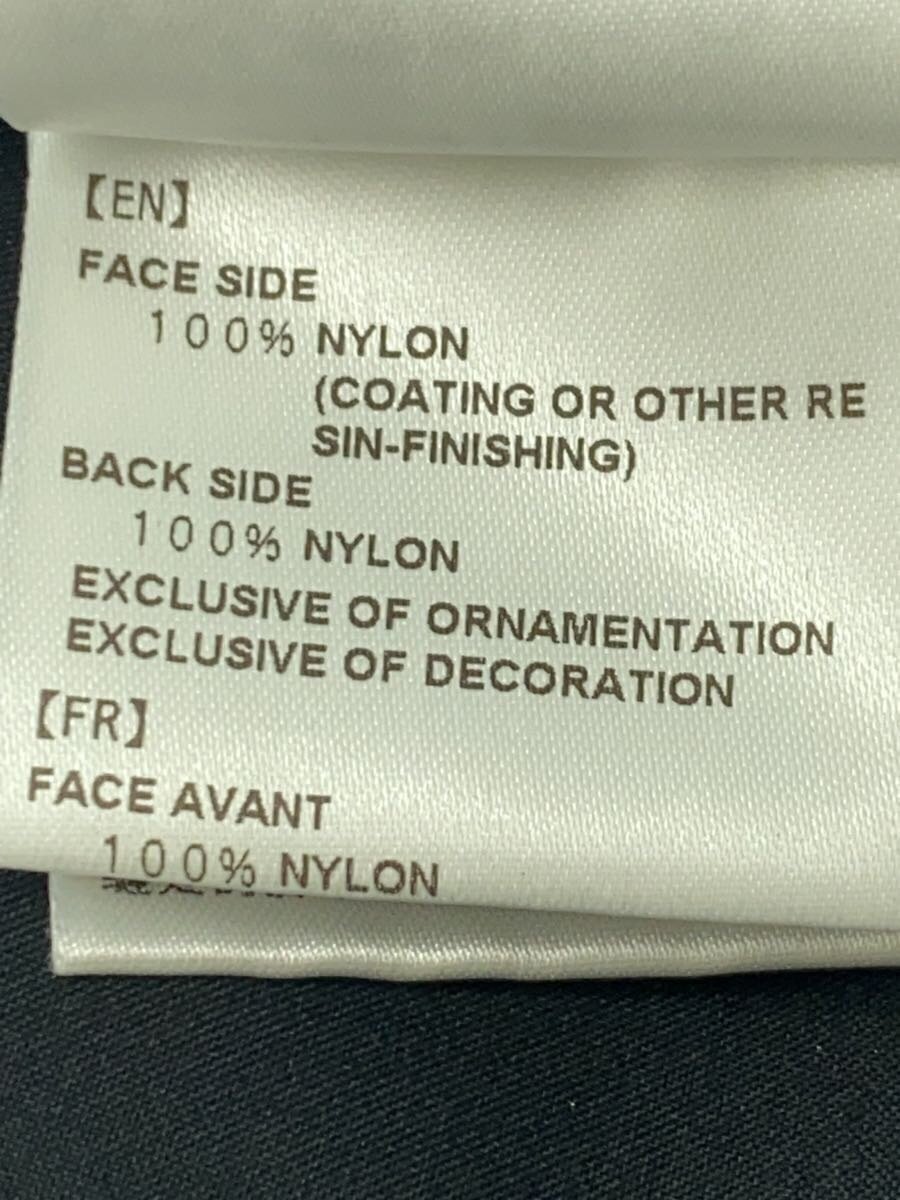 【EN】
FACE SIDE
100% NYLON
(COATING OR OTHER RE
SIN-FINISHING)
BACK SIDE
100% NYLON
EXCLUSIVE OF ORNAMENTATION
EXCLUSIVE OF DECORATION
【FR】
FACE AVANT
100% NYLON